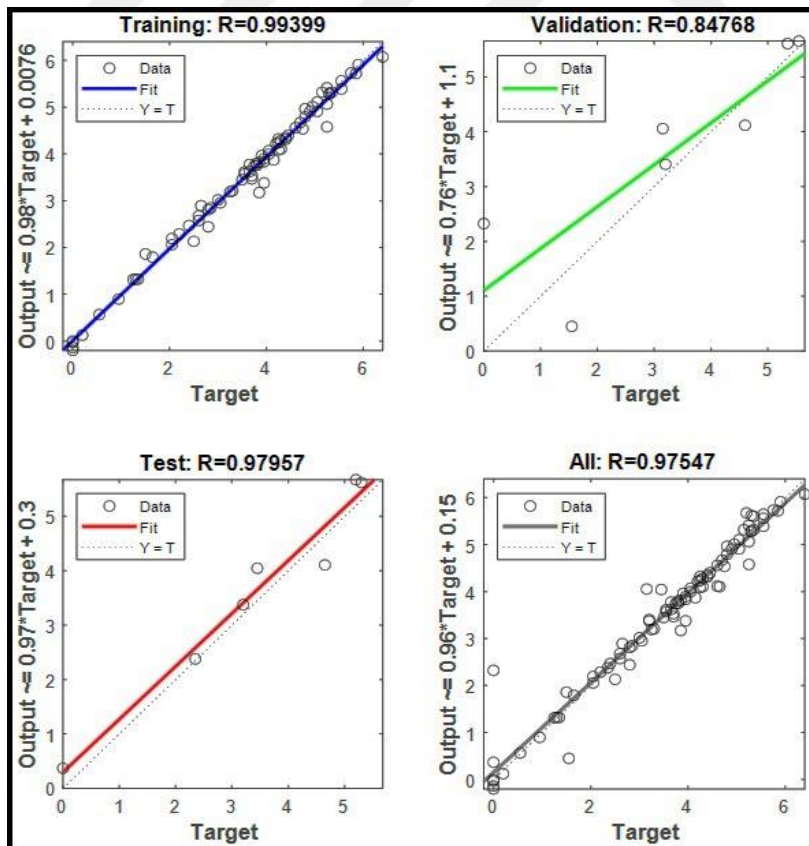 Training: R=0.99399
Output ~= 0.98*Target + 0.0076
6
5
4
3
2
1
0
Data
Fit
Y = T
0 2 4 6
Target
Validation: R=0.84768
Output ~= 0.76*Target + 1.1
5
4
3
2
1
0
Data
Fit
Y = T
0 1 2 3 4 5
Target
Test: R=0.97957
Output ~= 0.97*Target + 0.3
5
4
3
2
1
0
Data
Fit
Y = T
0 1 2 3 4 5
Target
All: R=0.97547
Output ~= 0.96*Target + 0.15
6
5
4
3
2
1
0
Data
Fit
Y = T
0 2 4 6
Target